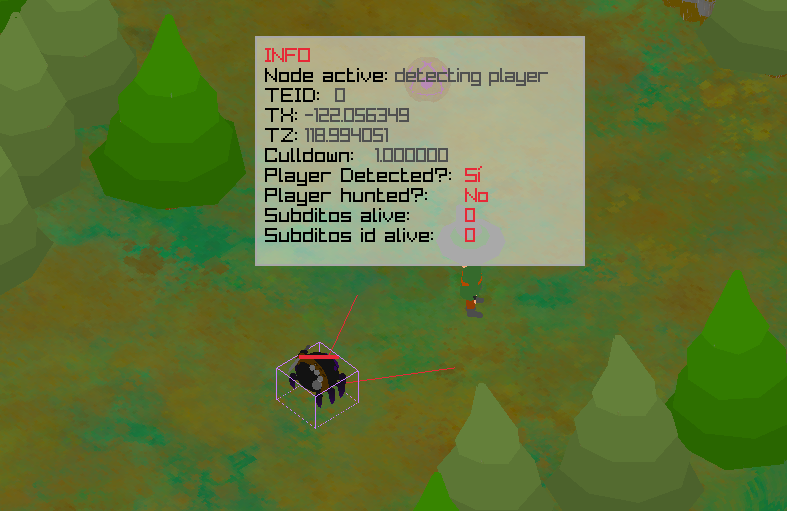 INFO
Node active: detecting player
TEID: 0
TX: -122.056349
TZ: 118.994051
Culldown: 1.000000
Player Detected?: Sí
Player hunted?: No
Subditos alive: 0
Subditos id alive: 0